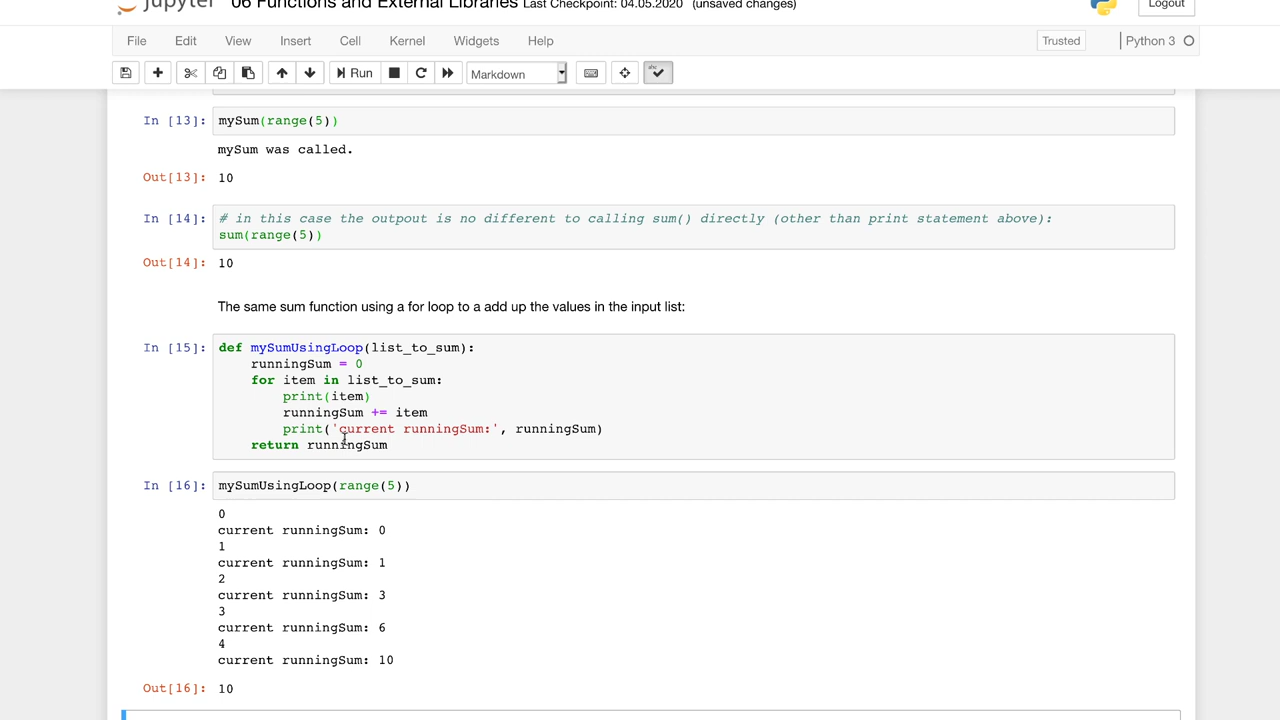 jupyter 06 Functions and External Libraries Last Checkpoint: 04.05.2020 (unsaved changes) Logout
File Edit View Insert Cell Kernel Widgets Help Trusted Python 3
Run Markdown abc
In [13]: mySum(range(5))
mySum was called.
Out[13]: 10
In [14]: # in this case the outpout is no different to calling sum() directly (other than print statement above):
sum(range(5))
Out[14]: 10
The same sum function using a for loop to a add up the values in the input list:
In [15]: def mySumUsingLoop(list_to_sum):
    runningSum = 0
    for item in list_to_sum:
        print(item)
        runningSum += item
        print('current runningSum:', runningSum)
    return runningSum
In [16]: mySumUsingLoop(range(5))
0
current runningSum: 0
1
current runningSum: 1
2
current runningSum: 3
3
current runningSum: 6
4
current runningSum: 10
Out[16]: 10